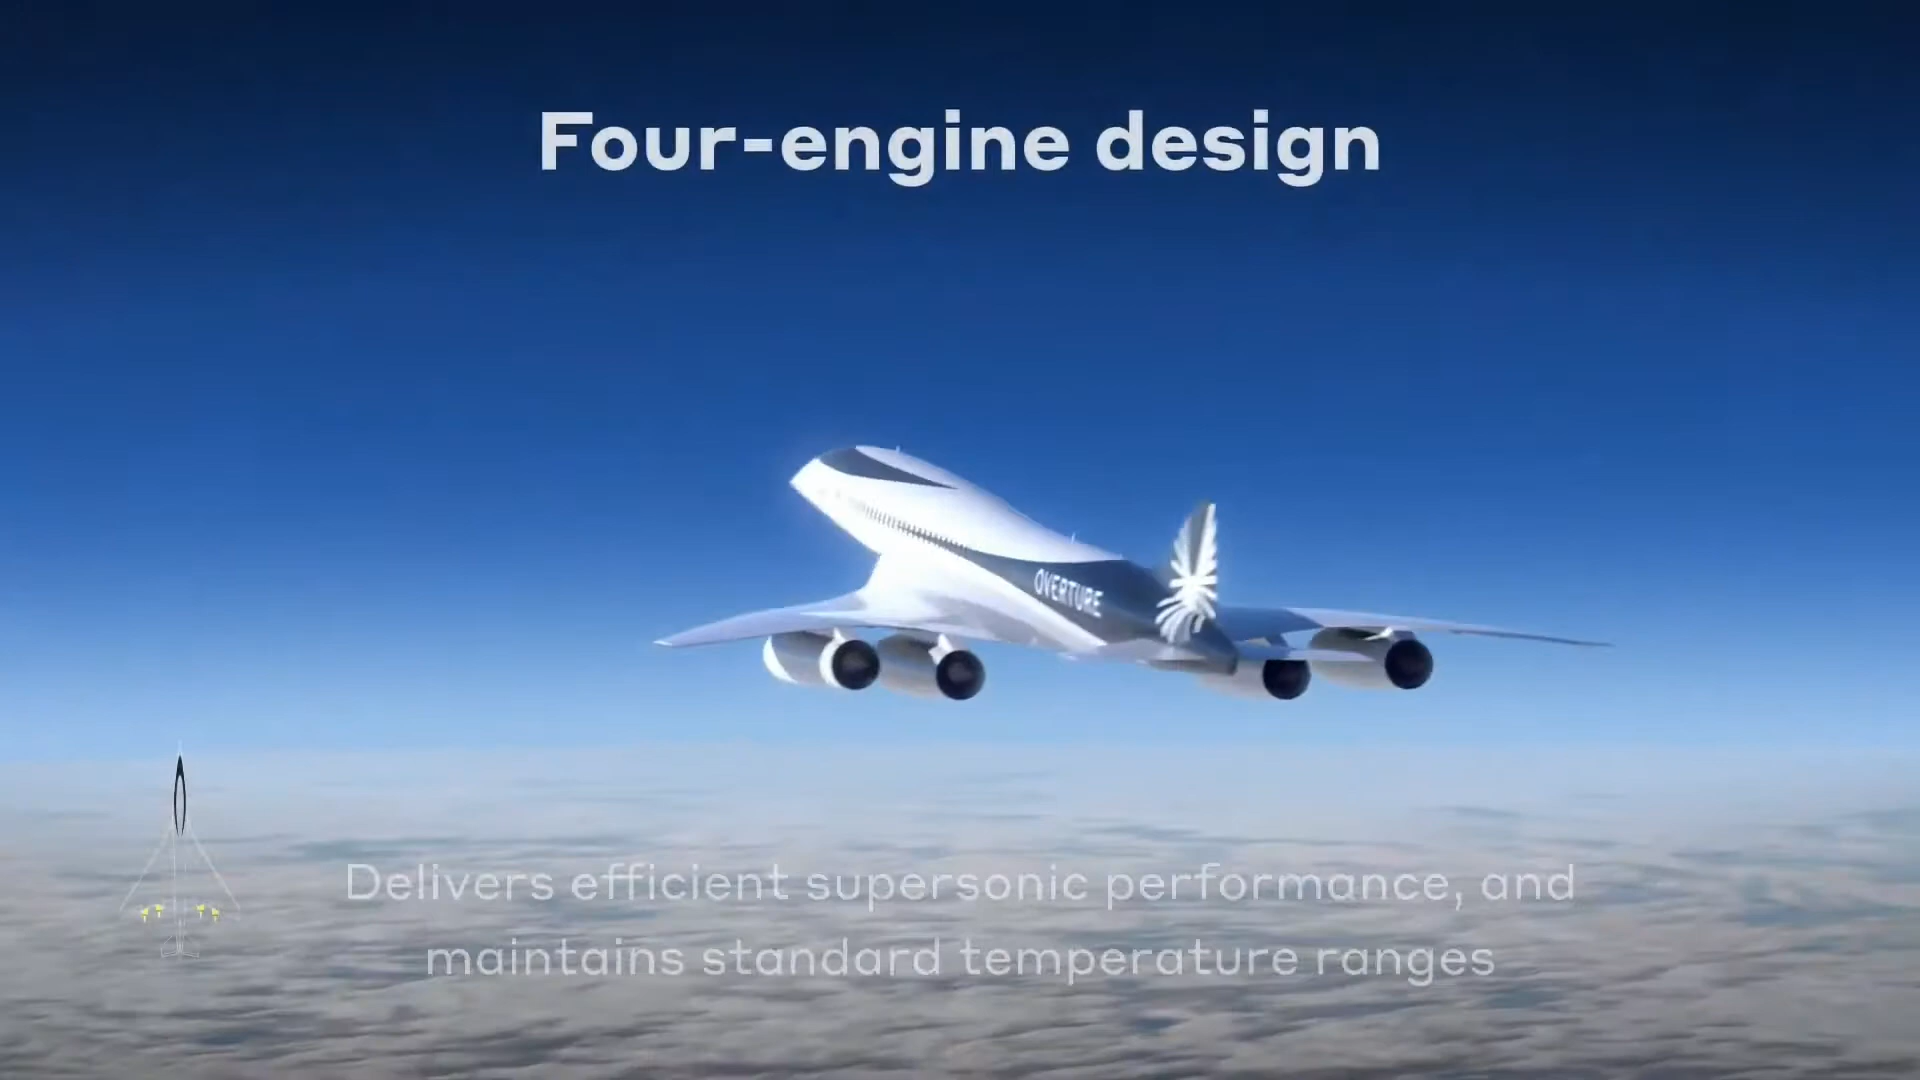 Four-engine design
OVERTURE
Delivers efficient supersonic performance, and
maintains standard temperature ranges